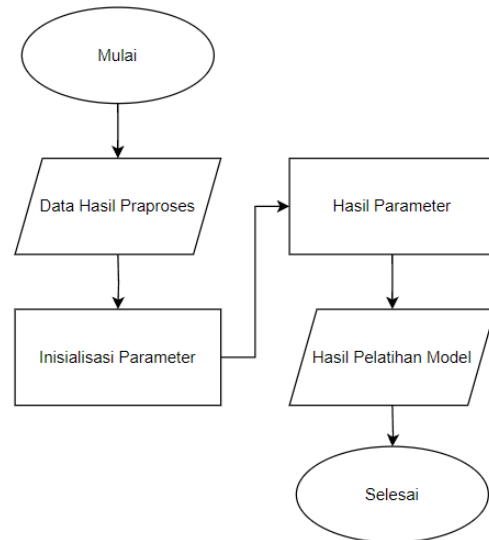 Mulai
Data Hasil Praproses
Inisialisasi Parameter
Hasil Parameter
Hasil Pelatihan Model
Selesai